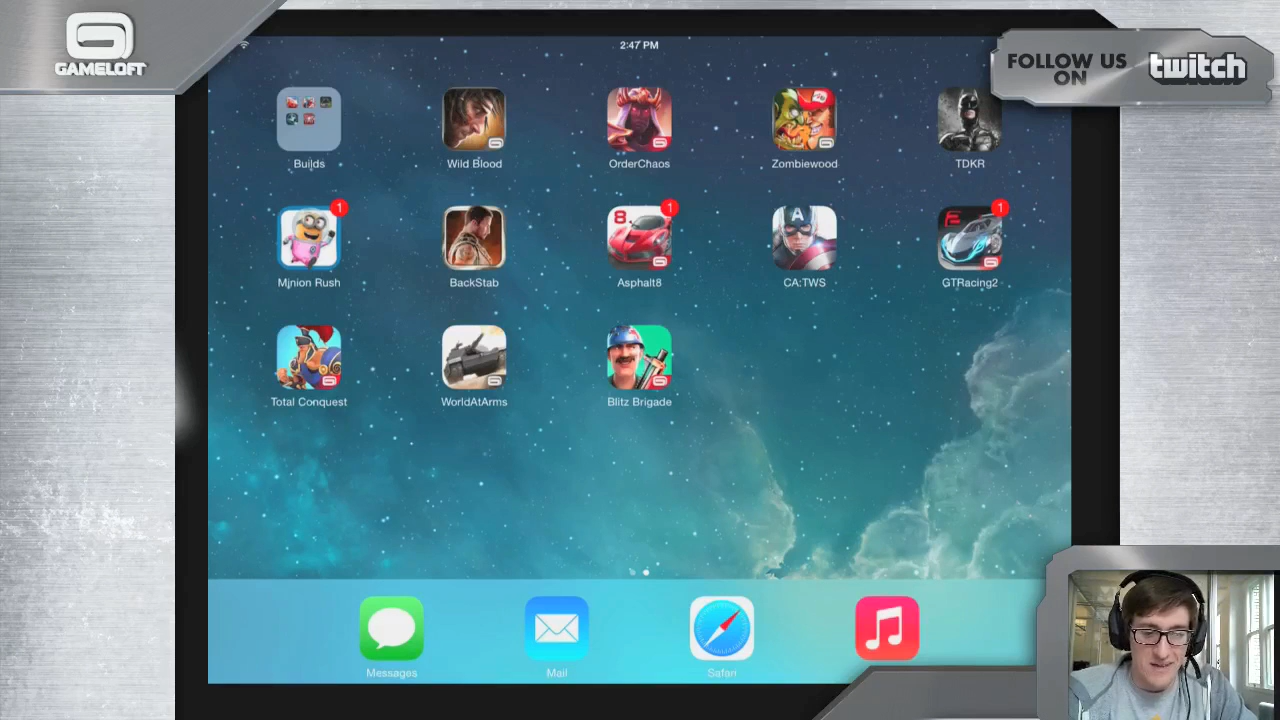 GAMELOFT
2:47 PM
FOLLOW US
ON
twitch
Builds
Wild Blood
OrderChaos
Zombiewood
TDKR
1
8
1
A
1
Minion Rush
BackStab
Asphalt8
CA:TWS
GTRacing2
Total Conquest
WorldAtArms
Blitz Brigade
Messages
Mail
Safari